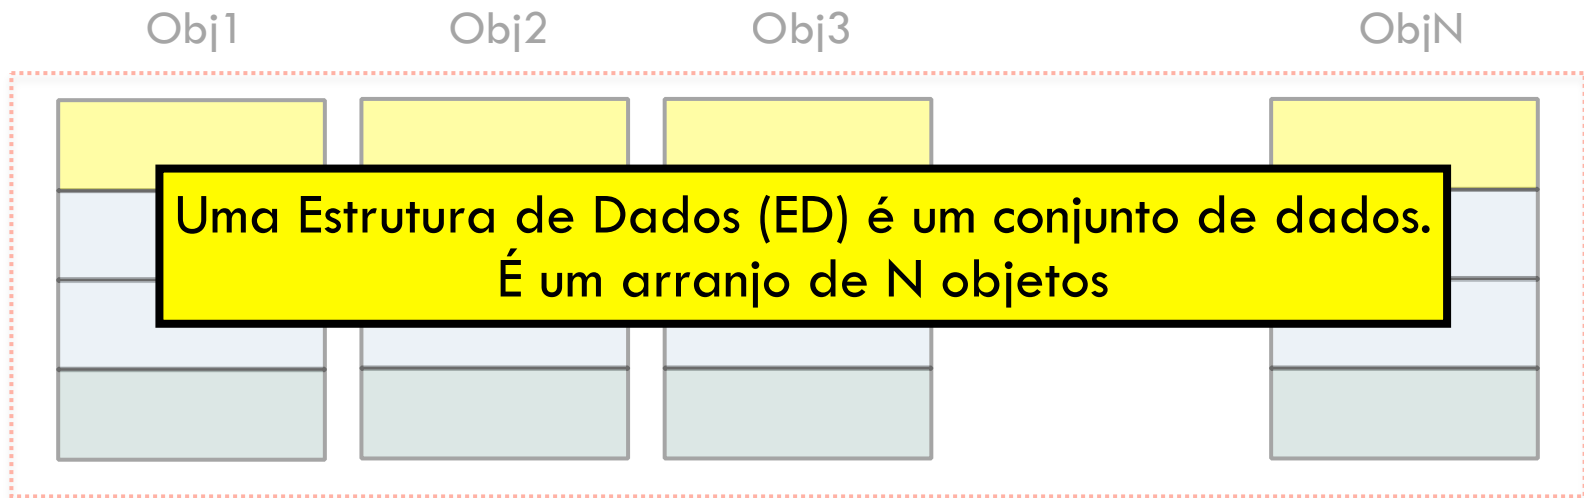 Obj1 Obj2 Obj3 ObjN
Uma Estrutura de Dados (ED) é um conjunto de dados.
É um arranjo de N objetos